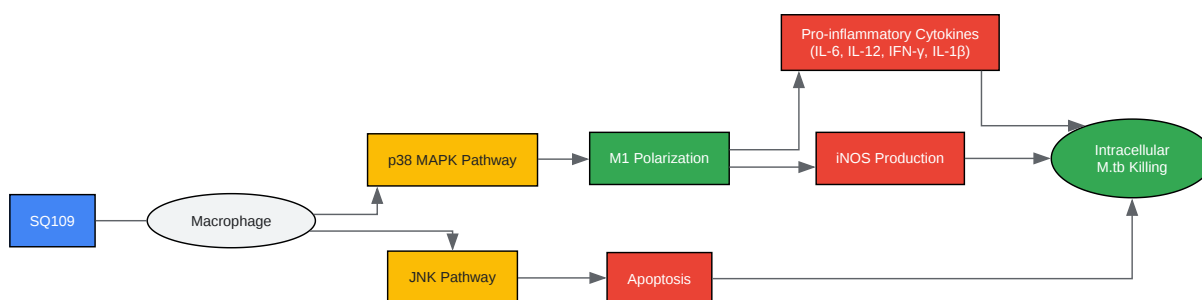 SQ109
Macrophage
p38 MAPK Pathway
JNK Pathway
M1 Polarization
Apoptosis
Pro-inflammatory Cytokines
(IL-6, IL-12, IFN-γ, IL-1β)
iNOS Production
Intracellular
M.tb Killing